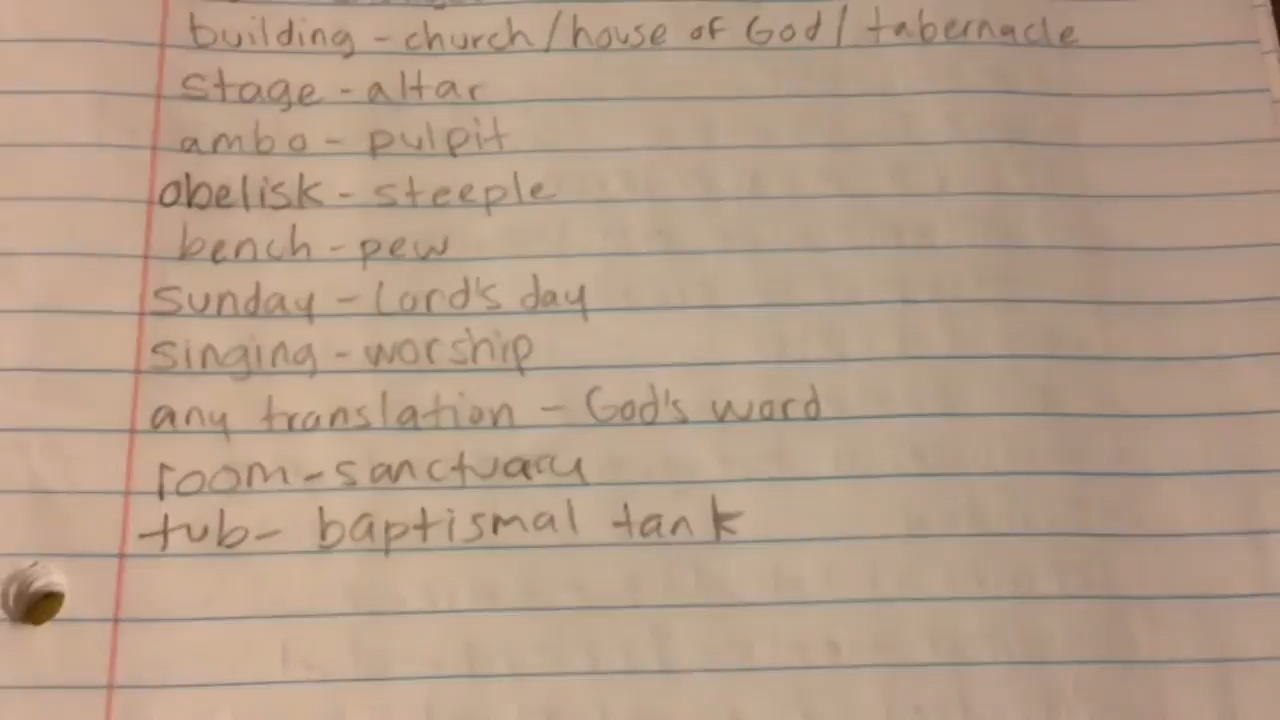 building - church/house of God/ tabernacle
stage - altar
ambo - pulpit
obelisk - steeple
bench - pew
sunday - Lord's day
singing - worship
any translation - God's word
room - sanctuary
tub - baptismal tank